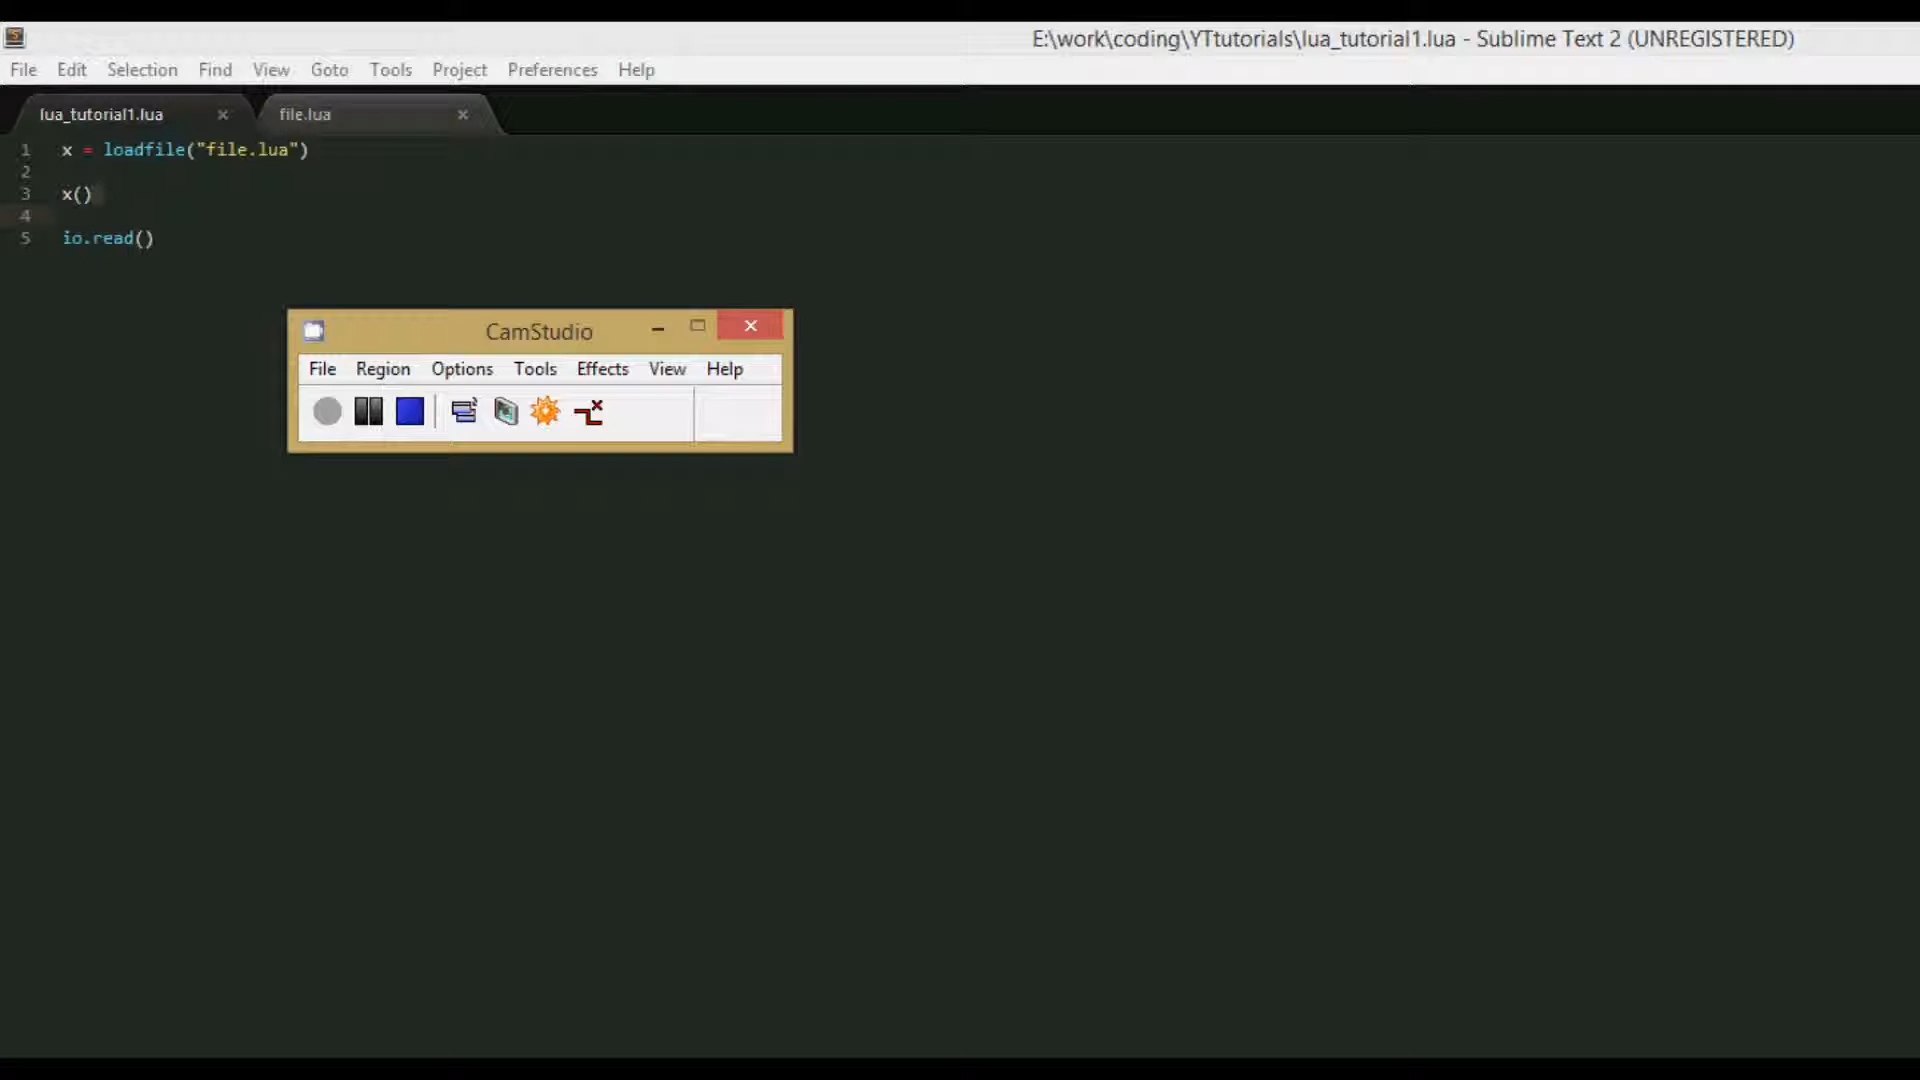 E:\work\coding\YTtutorials\lua_tutorial1.lua - Sublime Text 2 (UNREGISTERED)
File Edit Selection Find View Goto Tools Project Preferences Help
lua_tutorial1.lua × file.lua ×
1 x = loadfile("file.lua")
2
3 x()
4
5 io.read()
CamStudio
File Region Options Tools Effects View Help